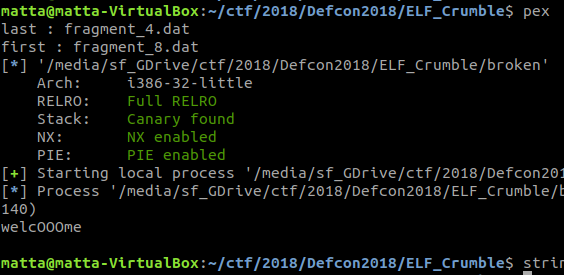 matta@matta-VirtualBox:~/ctf/2018/Defcon2018/ELF_Crumble$ pex
last : fragment_4.dat
first : fragment_8.dat
[*] '/media/sf_GDrive/ctf/2018/Defcon2018/ELF_Crumble/broken'
    Arch:     i386-32-little
    RELRO:    Full RELRO
    Stack:    Canary found
    NX:       NX enabled
    PIE:      PIE enabled
[+] Starting local process '/media/sf_GDrive/ctf/2018/Defcon201
[*] Process '/media/sf_GDrive/ctf/2018/Defcon2018/ELF_Crumble/b
140)
welcOOOme
matta@matta-VirtualBox:~/ctf/2018/Defcon2018/ELF_Crumble$ strin